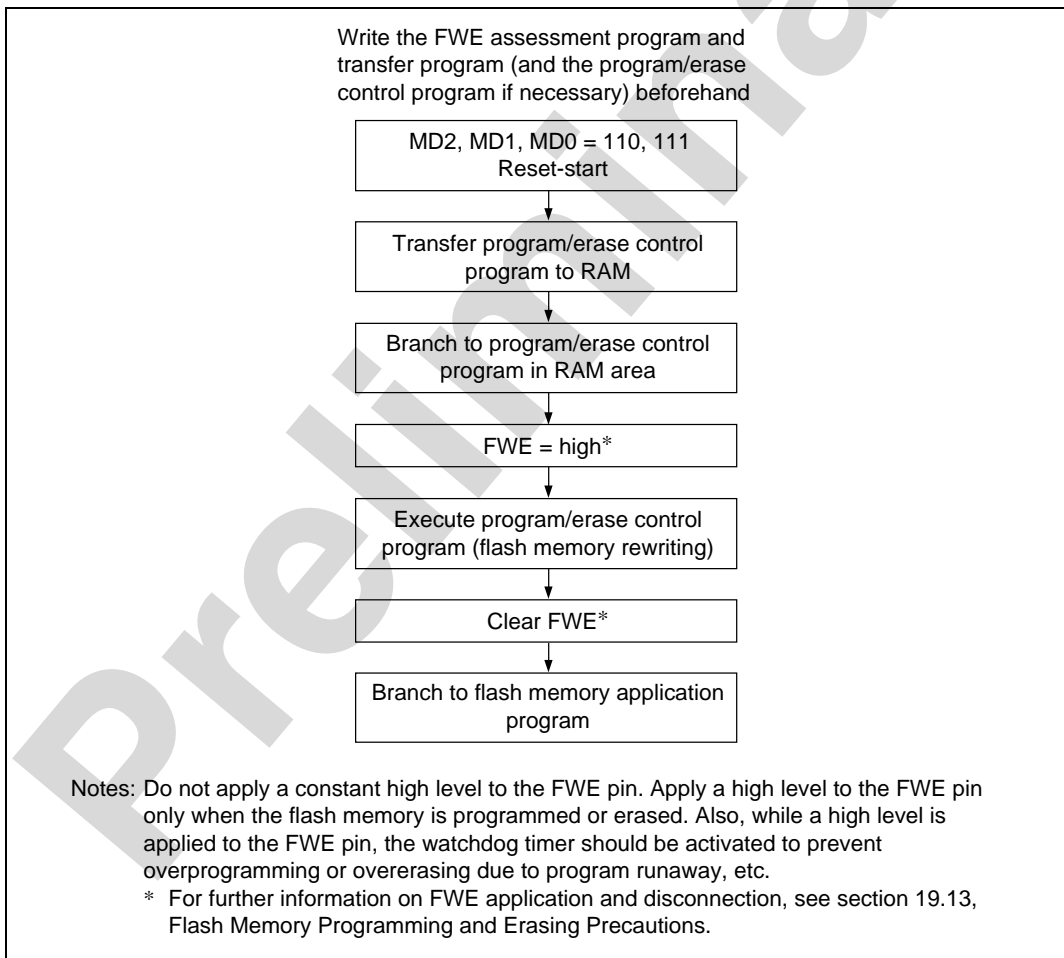 Write the FWE assessment program and
transfer program (and the program/erase
control program if necessary) beforehand
MD2, MD1, MD0 = 110, 111
Reset-start
Transfer program/erase control
program to RAM
Branch to program/erase control
program in RAM area
FWE = high*
Execute program/erase control
program (flash memory rewriting)
Clear FWE*
Branch to flash memory application
program
Notes: Do not apply a constant high level to the FWE pin. Apply a high level to the FWE pin
only when the flash memory is programmed or erased. Also, while a high level is
applied to the FWE pin, the watchdog timer should be activated to prevent
overprogramming or overerasing due to program runaway, etc.
* For further information on FWE application and disconnection, see section 19.13,
Flash Memory Programming and Erasing Precautions.
Prelimina